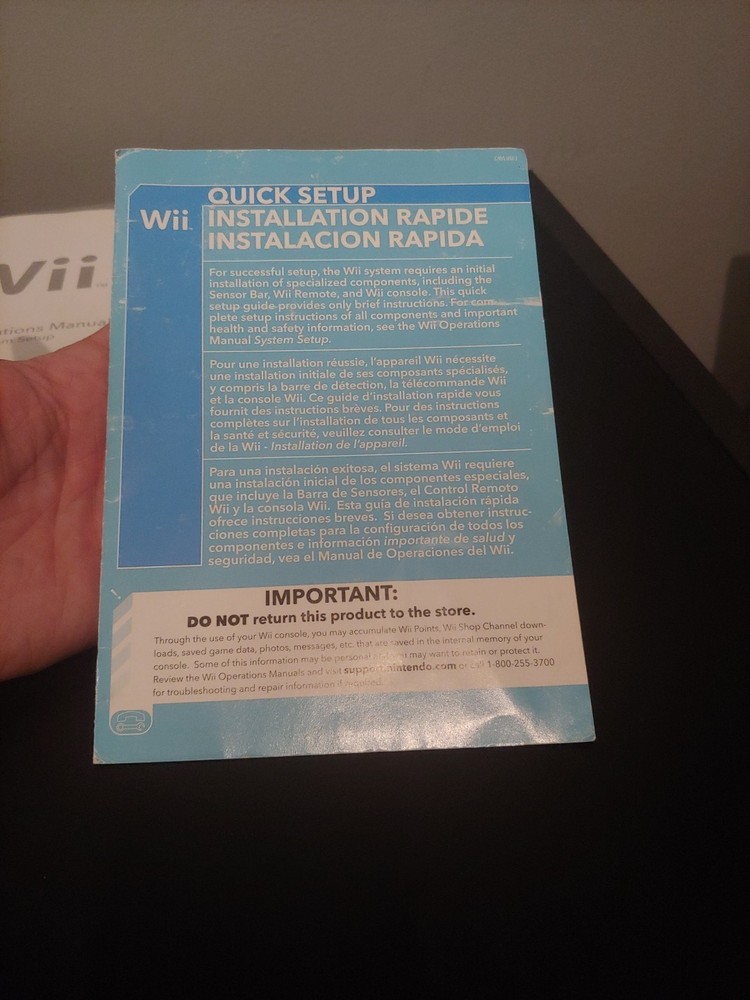 QUICK SETUP
Wii
INSTALLATION RAPIDE
INSTALACION RAPIDA
For successful setup, the Wii system requires an initial
installation of specialized components, including the
Sensor Bar, Wii Remote, and Wii console. This quick
setup guide provides only brief instructions. For com-
plete setup instructions of all components and important
health and safety information, see the Wii Operations
Manual System Setup.
Pour une installation réussie, l'appareil Wii nécessite
une installation initiale de ses composants spécialisés,
y compris la barre de détection, la télécommande Wii
et la console Wii. Ce guide d'installation rapide vous
fournit des instructions brèves. Pour des instructions
complètes sur l'installation de tous les composants et
la santé et sécurité, veuillez consulter le mode d'emploi
de la Wii - Installation de l'appareil.
Para una instalación exitosa, el sistema Wii requiere
una instalación inicial de los componentes especiales,
que incluye la Barra de Sensores, el Control Remoto
Wii y la consola Wii. Esta guía de instalación rápida
ofrece instrucciones breves. Si desea obtener instruc-
ciones completas para la configuración de todos los
componentes e información importante de salud y
seguridad, vea el Manual de Operaciones del Wii.
IMPORTANT:
DO NOT return this product to the store.
Through the use of your Wii console, you may accumulate Wii Points, Wii Shop Channel down-
loads, saved game data, photos, messages, etc. that are saved in the internal memory of your
console. Some of this information may be personal and you may want to retain or protect it.
Review the Wii Operations Manuals and visit support.nintendo.com or call 1-800-255-3700
for troubleshooting and repair information if required.
Wii
ations Manual
m Setup